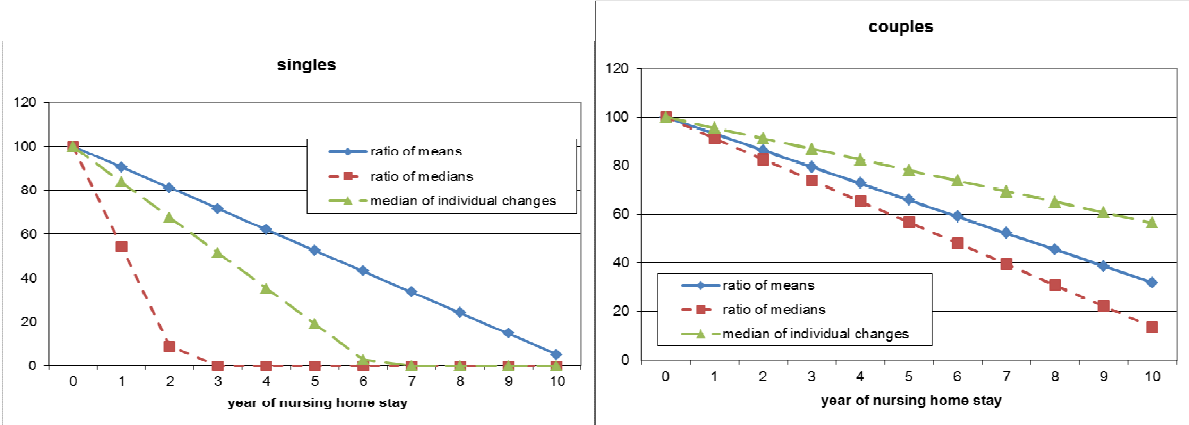 singles
120
100
80
60
40
20
0
ratio of means
ratio of medians
median of individual changes
0 1 2 3 4 5 6 7 8 9 10
year of nursing home stay
couples
120
100
80
60
40
20
0
ratio of means
ratio of medians
median of individual changes
0 1 2 3 4 5 6 7 8 9 10
year of nursing home stay